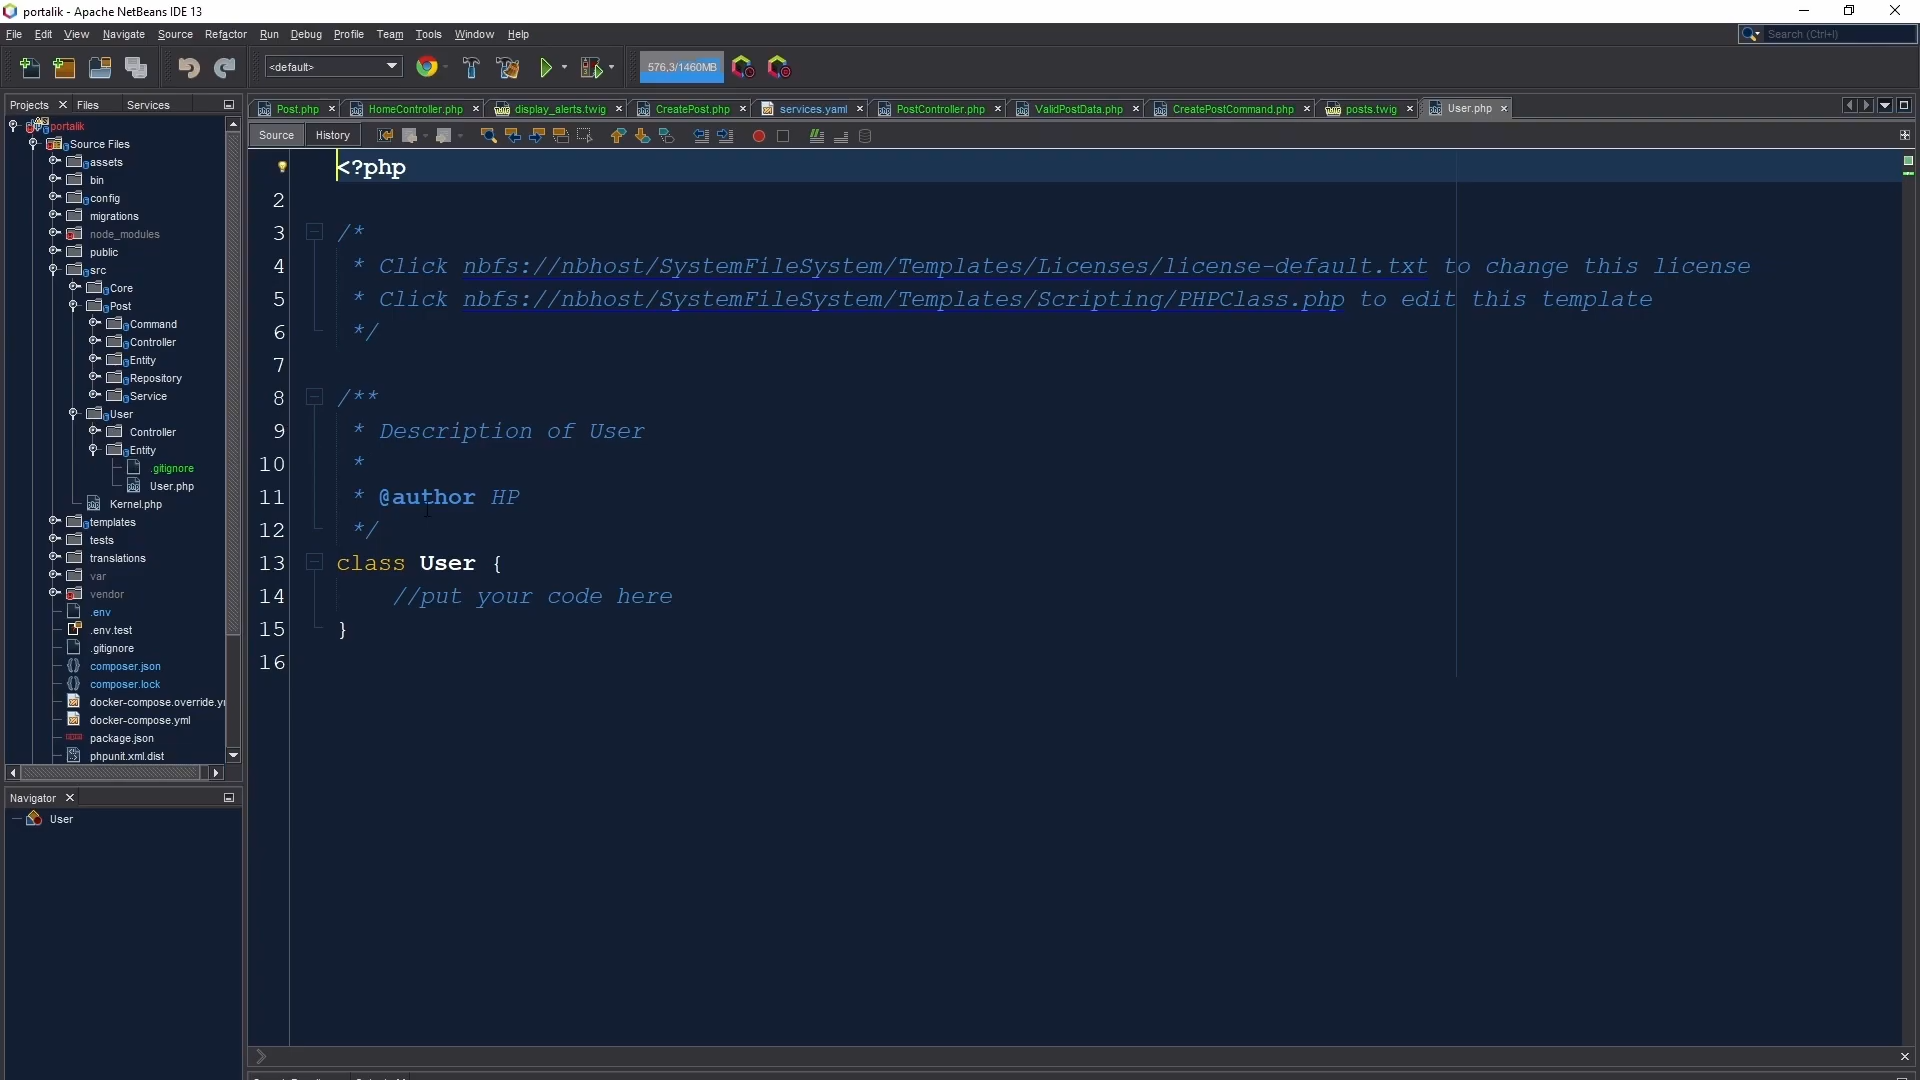 portalik - Apache NetBeans IDE 13
File Edit View Navigate Source Refactor Run Debug Profile Team Tools Window Help
Search (Ctrl+I)
<default>
576,3/1460MB
Projects Files Services
Post.php HomeController.php display_alerts.twig CreatePost.php services.yaml PostController.php ValidPostData.php CreatePostCommand.php posts.twig User.php
Source History
portalik
Source Files
assets
bin
config
migrations
node_modules
public
src
Core
Post
Command
Controller
Entity
Repository
Service
User
Controller
Entity
.gitignore
User.php
Kernel.php
templates
tests
translations
var
vendor
.env
.env.test
.gitignore
composer.json
composer.lock
docker-compose.override.y
docker-compose.yml
package.json
phpunit.xml.dist
Navigator
User
<?php
2
3 /*
4 * Click nbfs://nbhost/SystemFileSystem/Templates/Licenses/license-default.txt to change this license
5 * Click nbfs://nbhost/SystemFileSystem/Templates/Scripting/PHPClass.php to edit this template
6 */
7
8 /**
9 * Description of User
10 *
11 * @author HP
12 */
13 class User {
14 //put your code here
15 }
16